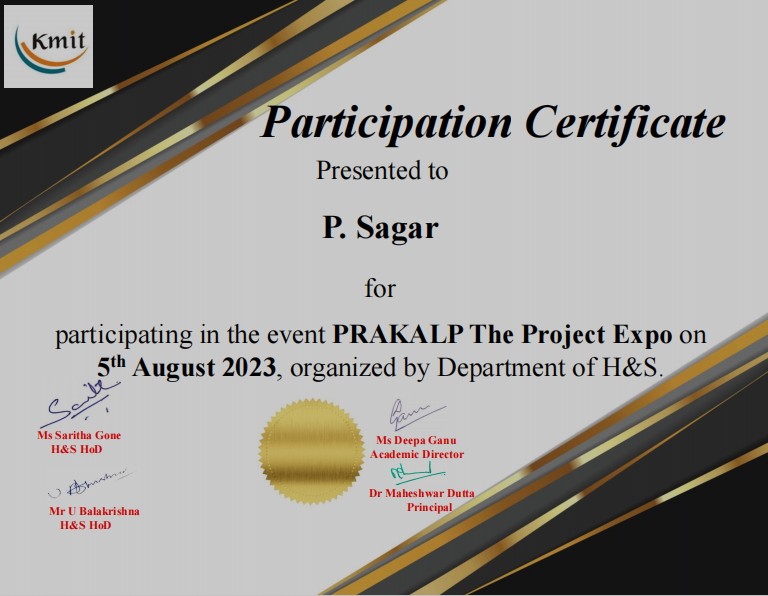 Kmit
Participation Certificate
Presented to
P. Sagar
for
participating in the event PRAKALP The Project Expo on
5th August 2023, organized by Department of H&S.
Ms Saritha Gone
H&S HoD
Mr U Balakrishna
H&S HoD
Ms Deepa Ganu
Academic Director
Dr Maheshwar Dutta
Principal